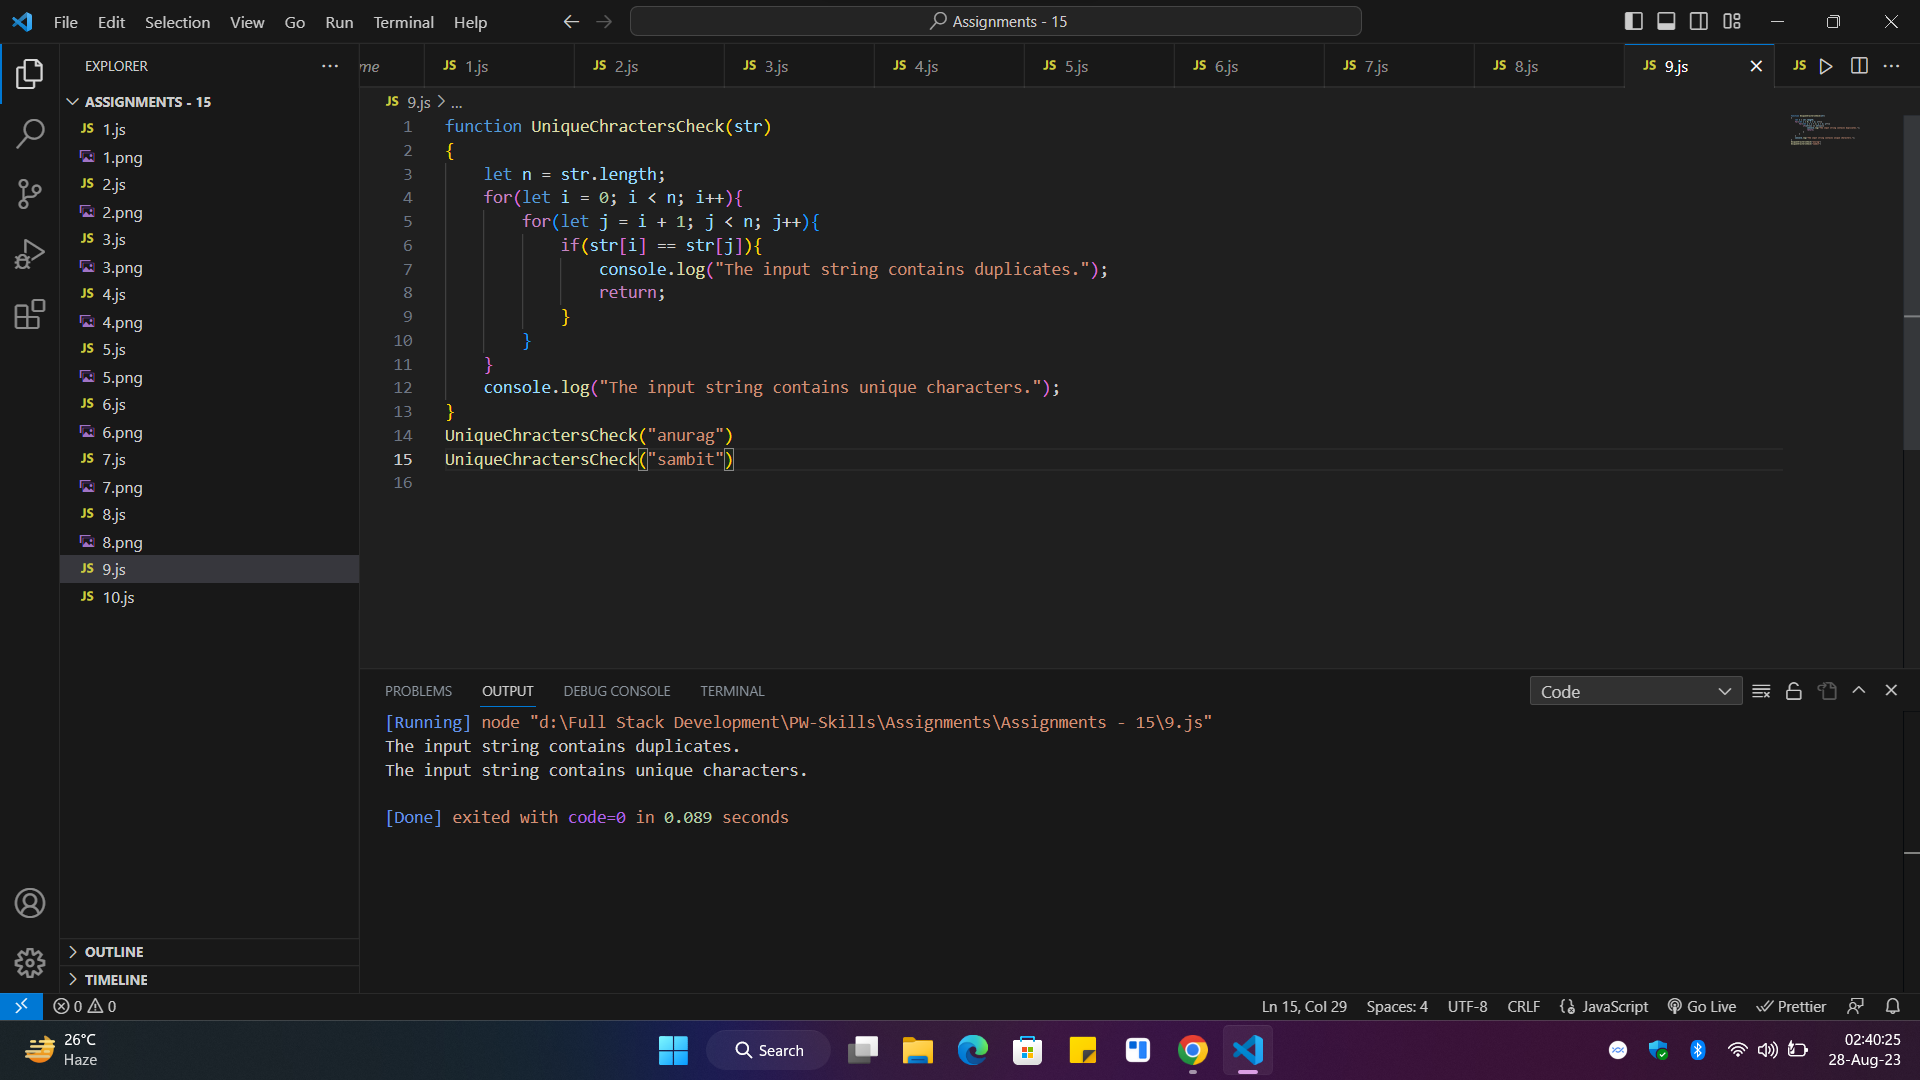 File Edit Selection View Go Run Terminal Help
Assignments - 15
EXPLORER
me
JS 1.js
JS 2.js
JS 3.js
JS 4.js
JS 5.js
JS 6.js
JS 7.js
JS 8.js
JS 9.js
JS
ASSIGNMENTS - 15
JS 1.js
1.png
JS 2.js
2.png
JS 3.js
3.png
JS 4.js
4.png
JS 5.js
5.png
JS 6.js
6.png
JS 7.js
7.png
JS 8.js
8.png
JS 9.js
JS 10.js
OUTLINE
TIMELINE
JS 9.js > ...
1 function UniqueChractersCheck(str)
2 {
3 let n = str.length;
4 for(let i = 0; i < n; i++){
5 for(let j = i + 1; j < n; j++){
6 if(str[i] == str[j]){
7 console.log("The input string contains duplicates.");
8 return;
9 }
10 }
11 }
12 console.log("The input string contains unique characters.");
13 }
14 UniqueChractersCheck("anurag")
15 UniqueChractersCheck("sambit")
16
PROBLEMS OUTPUT DEBUG CONSOLE TERMINAL
Code
[Running] node "d:\Full Stack Development\PW-Skills\Assignments\Assignments - 15\9.js"
The input string contains duplicates.
The input string contains unique characters.
[Done] exited with code=0 in 0.089 seconds
0 0
Ln 15, Col 29 Spaces: 4 UTF-8 CRLF JavaScript Go Live Prettier
26°C
Haze
Search
02:40:25
28-Aug-23